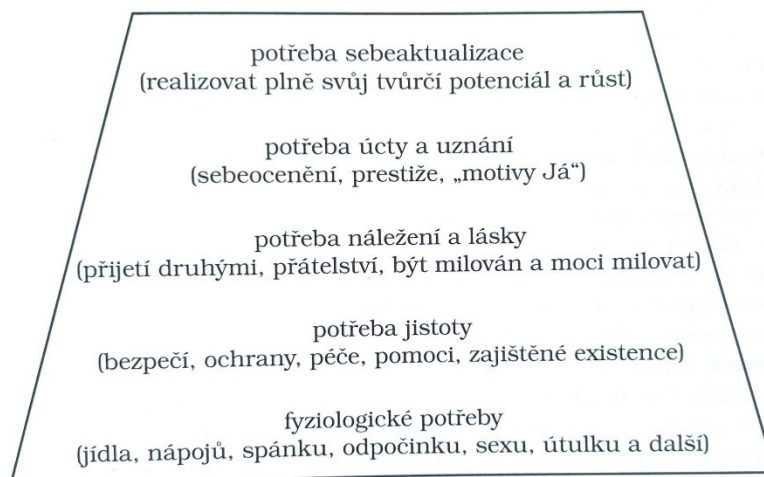 potřeba sebeaktualizace
(realizovat plně svůj tvůrčí potenciál a růst)
potřeba úcty a uznání
(sebeocenění, prestiže, „motivy Já“)
potřeba náležení a lásky
(přijetí druhými, přátelství, být milován a moci milovat)
potřeba jistoty
(bezpečí, ochrany, péče, pomoci, zajištěné existence)
fyziologické potřeby
(jídla, nápojů, spánku, odpočinku, sexu, útulku a další)